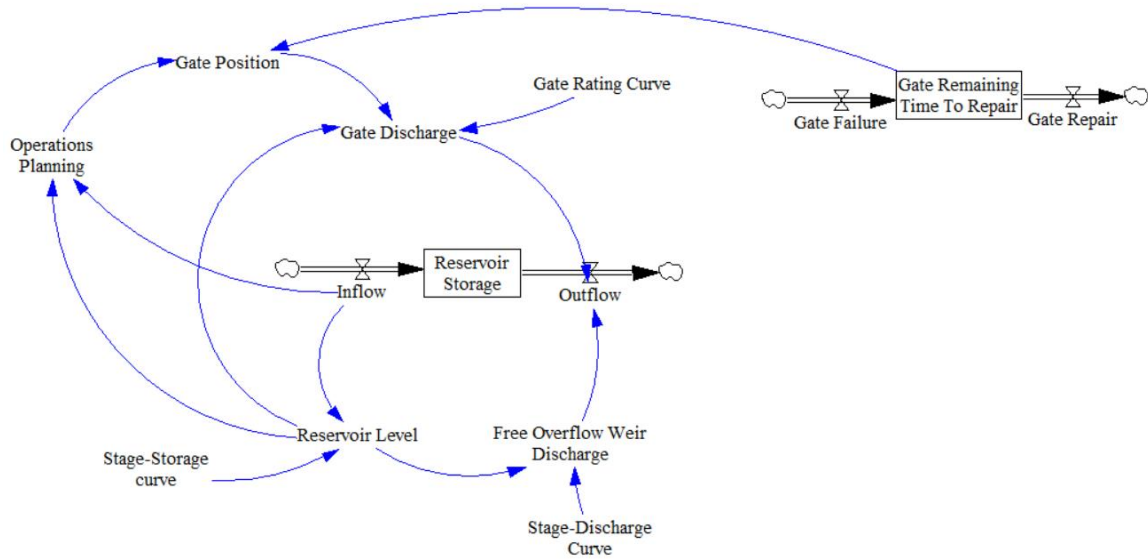 Gate Position
Gate Rating Curve
Gate Remaining
Time To Repair
Gate Failure
Gate Repair
Gate Discharge
Operations
Planning
Reservoir
Storage
Inflow
Outflow
Reservoir Level
Free Overflow Weir
Discharge
Stage-Storage
curve
Stage-Discharge
Curve